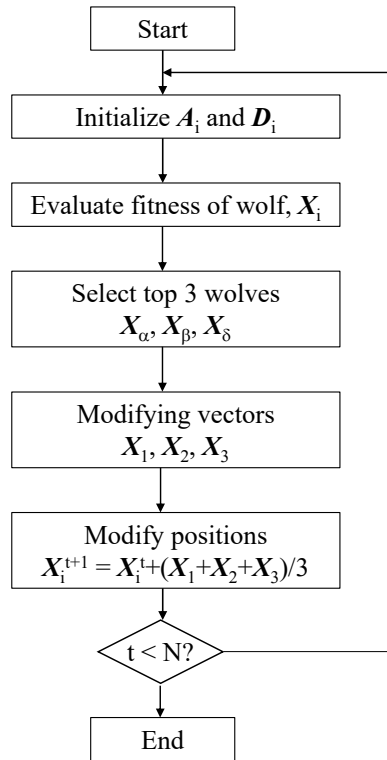 Start
Initialize A_i and D_i
Evaluate fitness of wolf, X_i
Select top 3 wolves
X_α, X_β, X_δ
Modifying vectors
X_1, X_2, X_3
Modify positions
X_i^{t+1} = X_i^t+(X_1+X_2+X_3)/3
t < N?
End